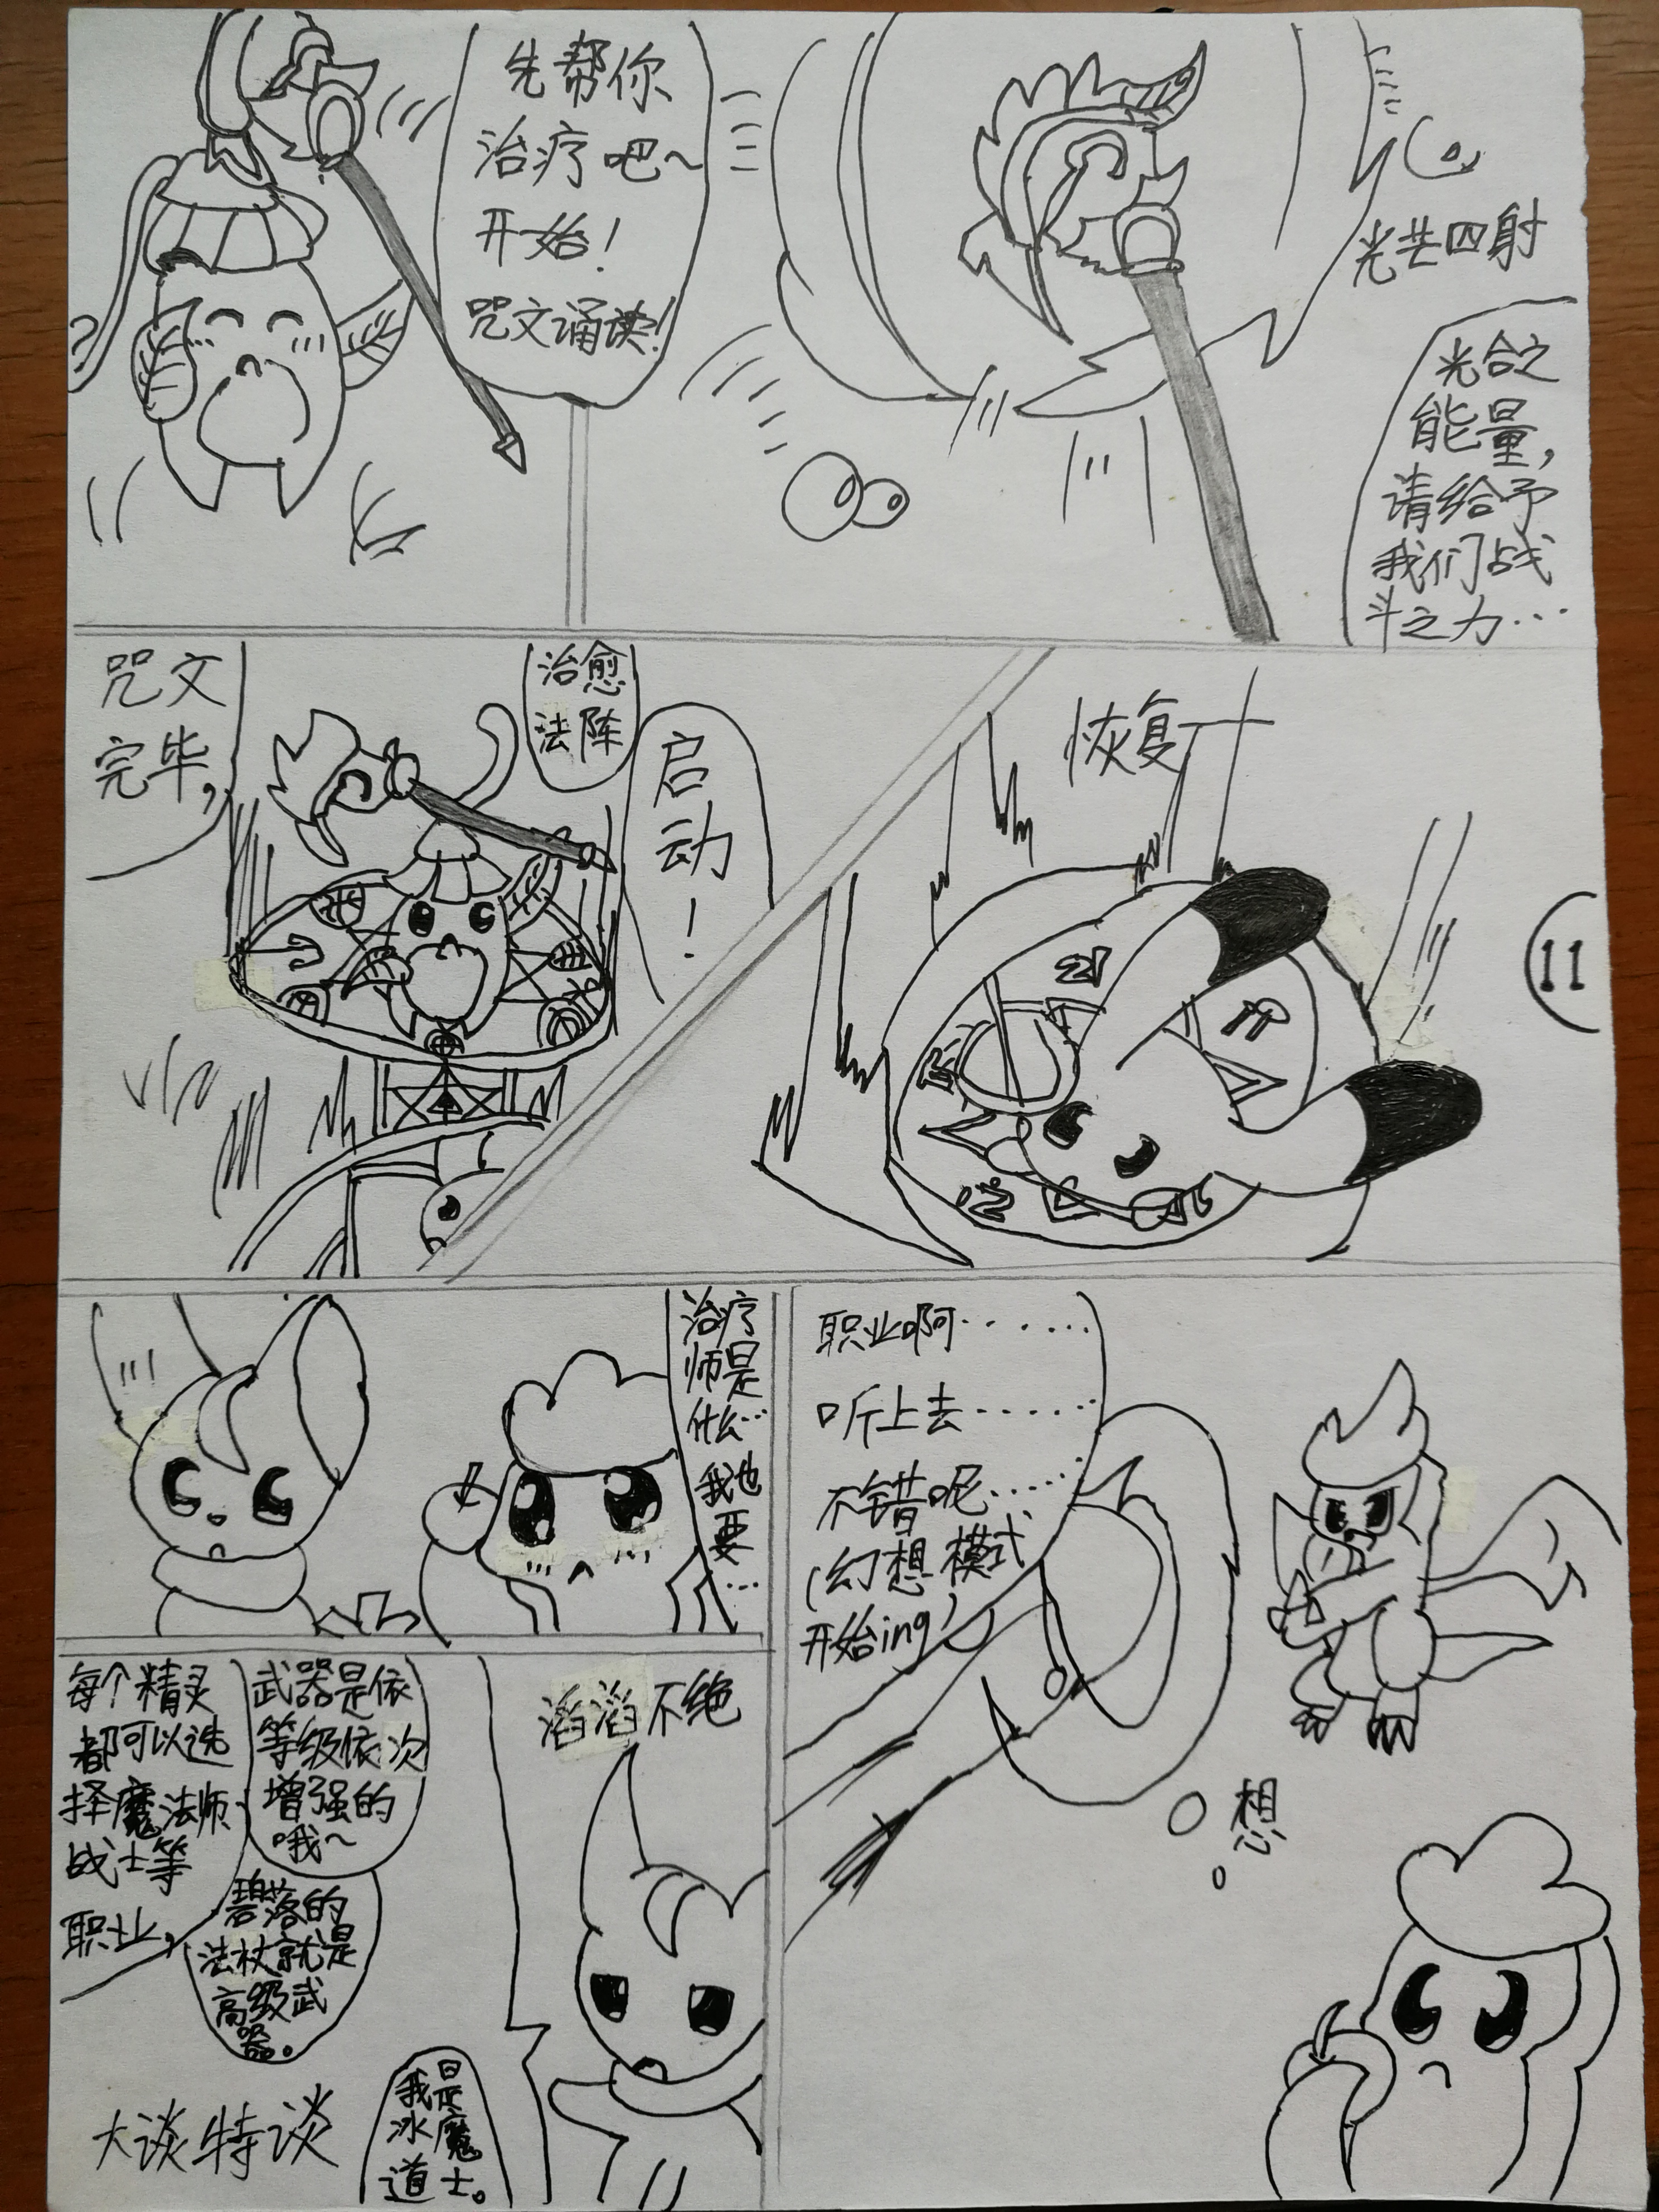 先帮你
治疗吧~
开始！
咒文诵读！
光芒四射
光合之
能量，
请给予
我们战
斗之力…
咒文
完毕，
治愈
法阵
启
动
！
恢复
11
治疗
师是
什么…
我也
要
…
职业啊……
听上去……
不错呢……
(幻想模式
开始ing)
想
每个精灵
都可以选
择魔法师
战士等
职业，
武器是依
等级依次
增强的
哦~
碧落的
法杖就是
高级武
器。
滔滔不绝
大谈特谈
我是
冰魔
道士。